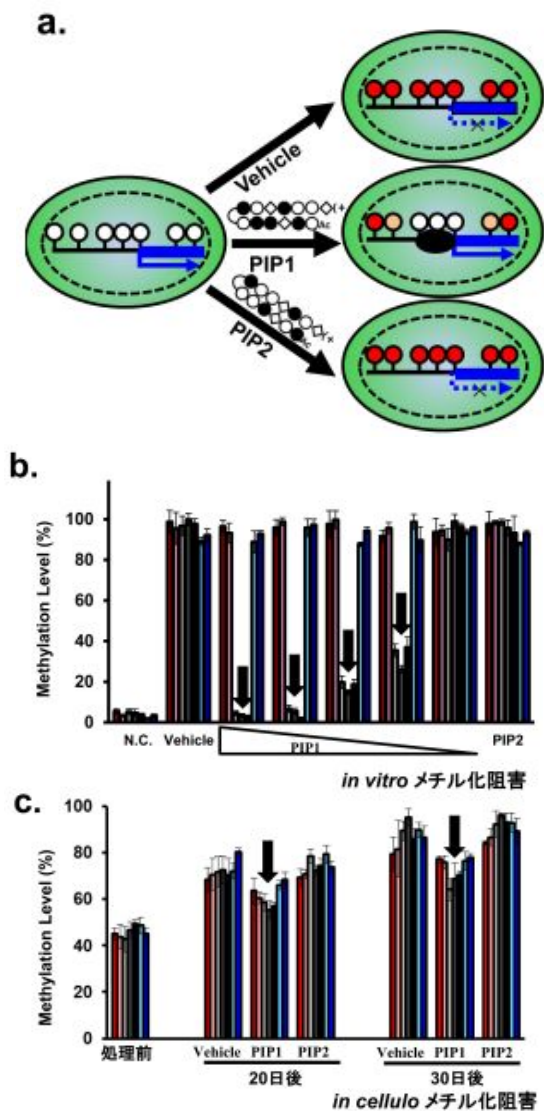 a.
Vehicle
Ac
PIP1
PIP2
Ac
b.
Methylation Level (%)
100
80
60
40
20
0
N.C. Vehicle PIP1 PIP2
in vitro メチル化阻害
c.
Methylation Level (%)
100
80
60
40
20
0
処理前 Vehicle PIP1 PIP2 Vehicle PIP1 PIP2
20日後 30日後
in cellulo メチル化阻害